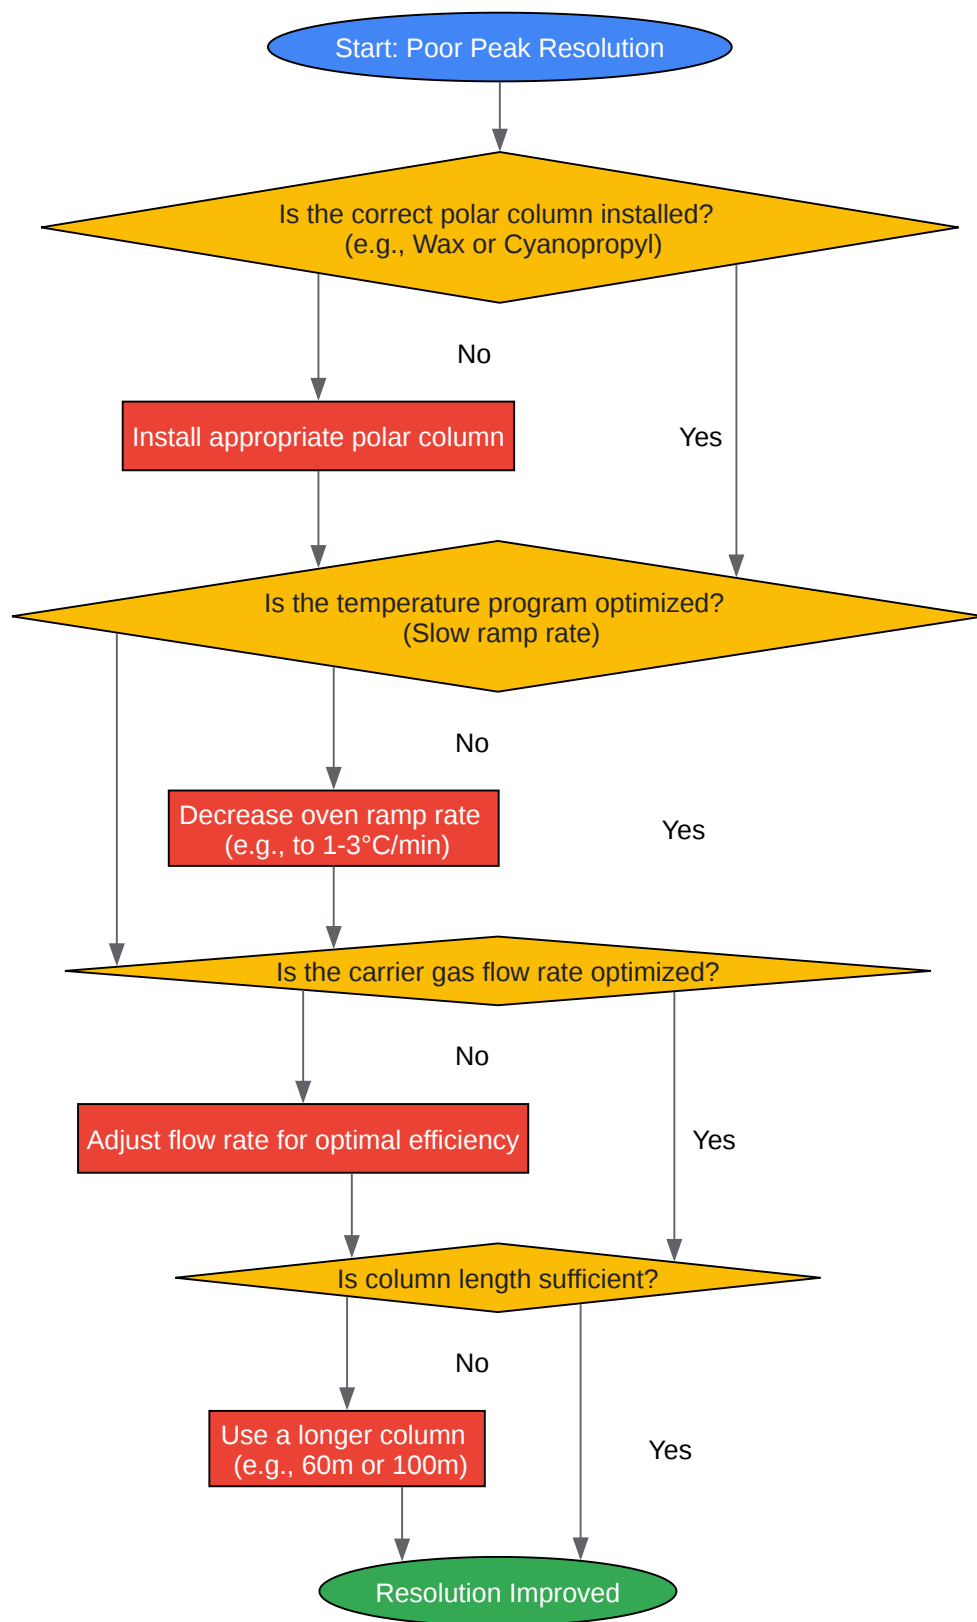 Start: Poor Peak Resolution
Is the correct polar column installed?
(e.g., Wax or Cyanopropyl)
No
Install appropriate polar column
Yes
Is the temperature program optimized?
(Slow ramp rate)
No
Decrease oven ramp rate
(e.g., to 1-3°C/min)
Yes
Is the carrier gas flow rate optimized?
No
Adjust flow rate for optimal efficiency
Yes
Is column length sufficient?
No
Use a longer column
(e.g., 60m or 100m)
Yes
Resolution Improved